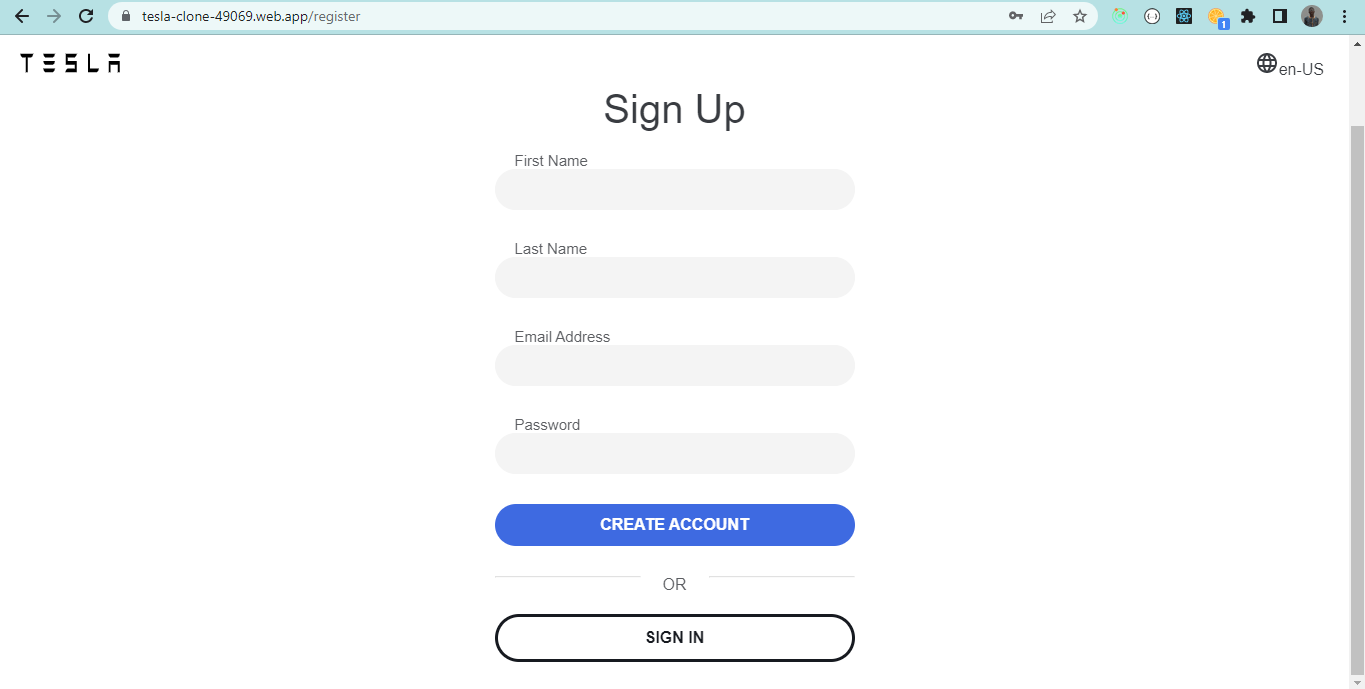 tesla-clone-49069.web.app/register
1
TESLA
en-US
Sign Up
First Name
Last Name
Email Address
Password
CREATE ACCOUNT
OR
SIGN IN